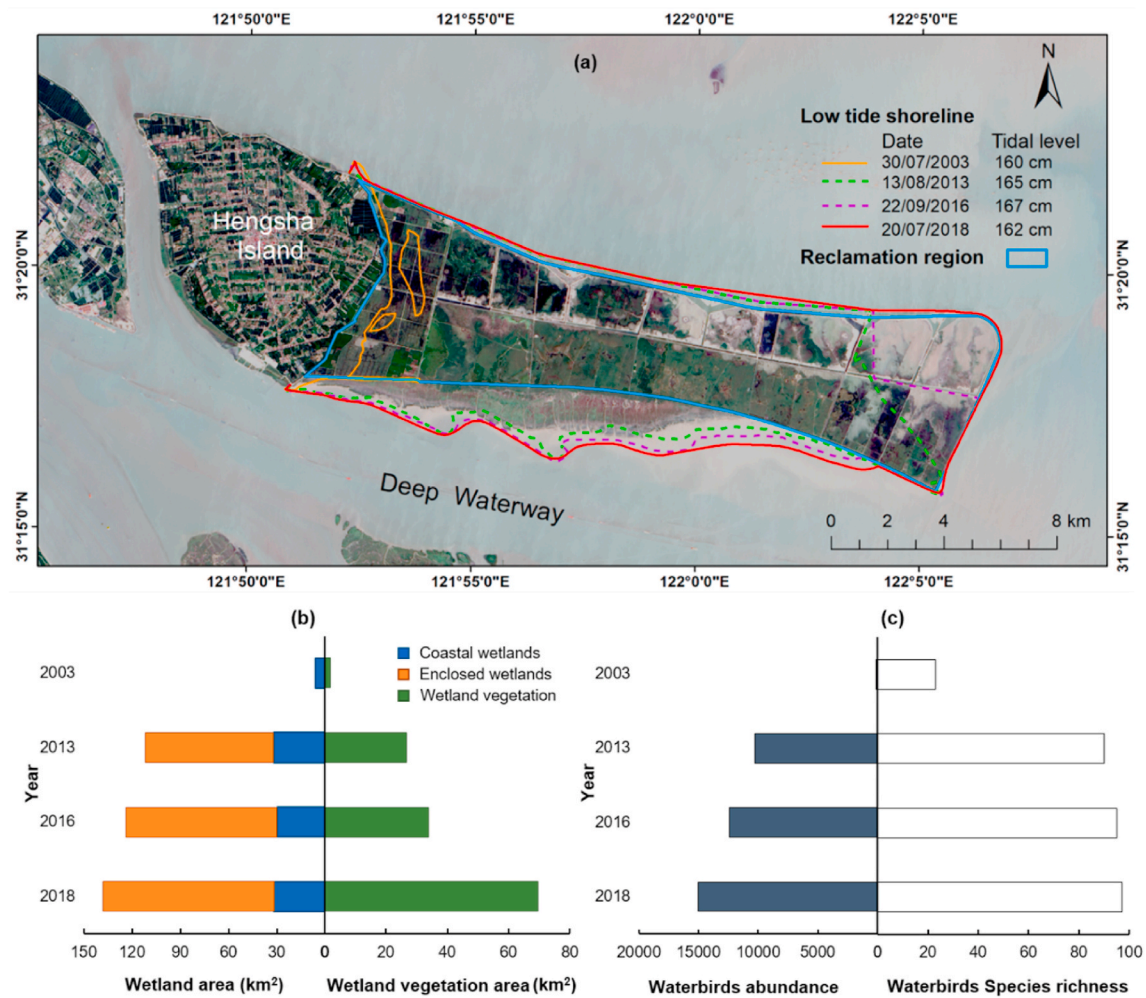 121°50'0"E 121°55'0"E 122°0'0"E 122°5'0"E
(a)
N
Low tide shoreline
Date Tidal level
30/07/2003 160 cm
13/08/2013 165 cm
22/09/2016 167 cm
20/07/2018 162 cm
Reclamation region
Hengsha
Island
31°20'0"N 31°20'0"N
Deep Waterway
31°15'0"N 31°15'0"N
0 2 4 8 km
121°50'0"E 121°55'0"E 122°0'0"E 122°5'0"E
(b)
Coastal wetlands
Enclosed wetlands
Wetland vegetation
2003
2013
2016
2018
Year
150 120 90 60 30 0 0 20 40 60 80
Wetland area (km²) Wetland vegetation area (km²)
(c)
2003
2013
2016
2018
Year
20000 15000 10000 5000 0 20 40 60 80 100
Waterbirds abundance Waterbirds Species richness